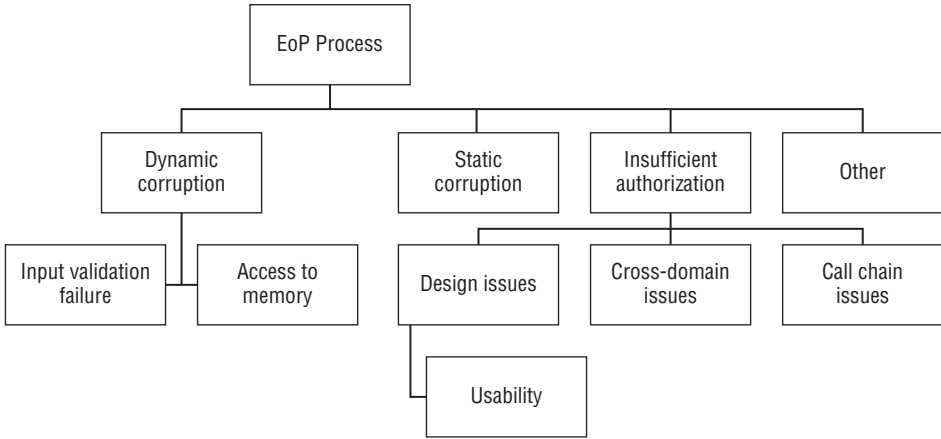 EoP Process
Dynamic
corruption
Static
corruption
Insufficient
authorization
Other
Input validation
failure
Access to
memory
Design issues
Cross-domain
issues
Call chain
issues
Usability